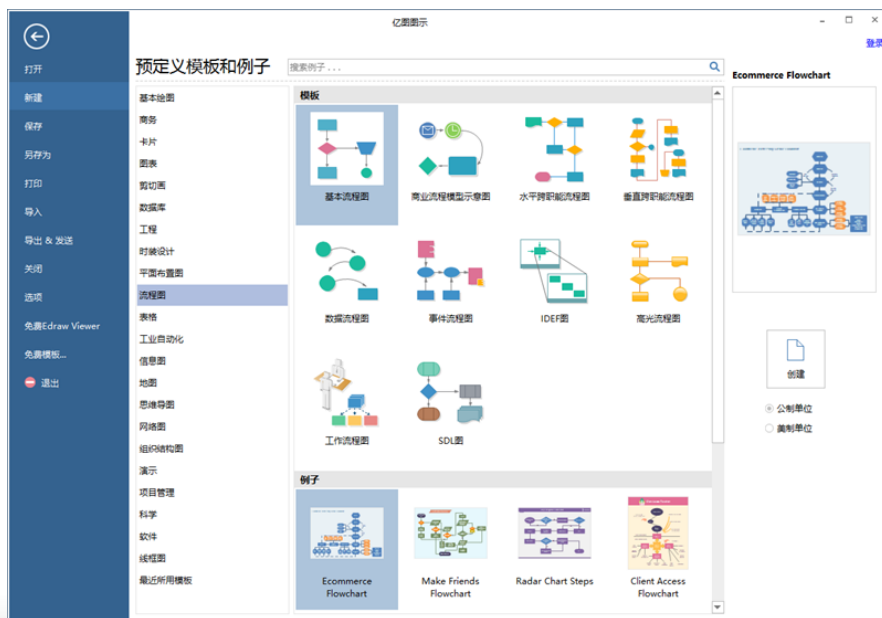 亿图图示
登录
打开
新建
保存
另存为
打印
导入
导出 & 发送
关闭
选项
免费Edraw Viewer
免费模板...
退出
预定义模板和例子
搜索例子 . . .
基本绘图
商务
卡片
图表
剪切画
数据库
工程
时装设计
平面布置图
流程图
表格
工业自动化
信息图
地图
思维导图
网络图
组织结构图
演示
项目管理
科学
软件
线框图
最近所用模板
模板
基本流程图
商业流程模型示意图
水平跨职能流程图
垂直跨职能流程图
数据流程图
事件流程图
IDEF图
高光流程图
工作流程图
SDL图
例子
Ecommerce
Flowchart
Make Friends
Flowchart
Radar Chart Steps
Client Access
Flowchart
Ecommerce Flowchart
创建
公制单位
美制单位